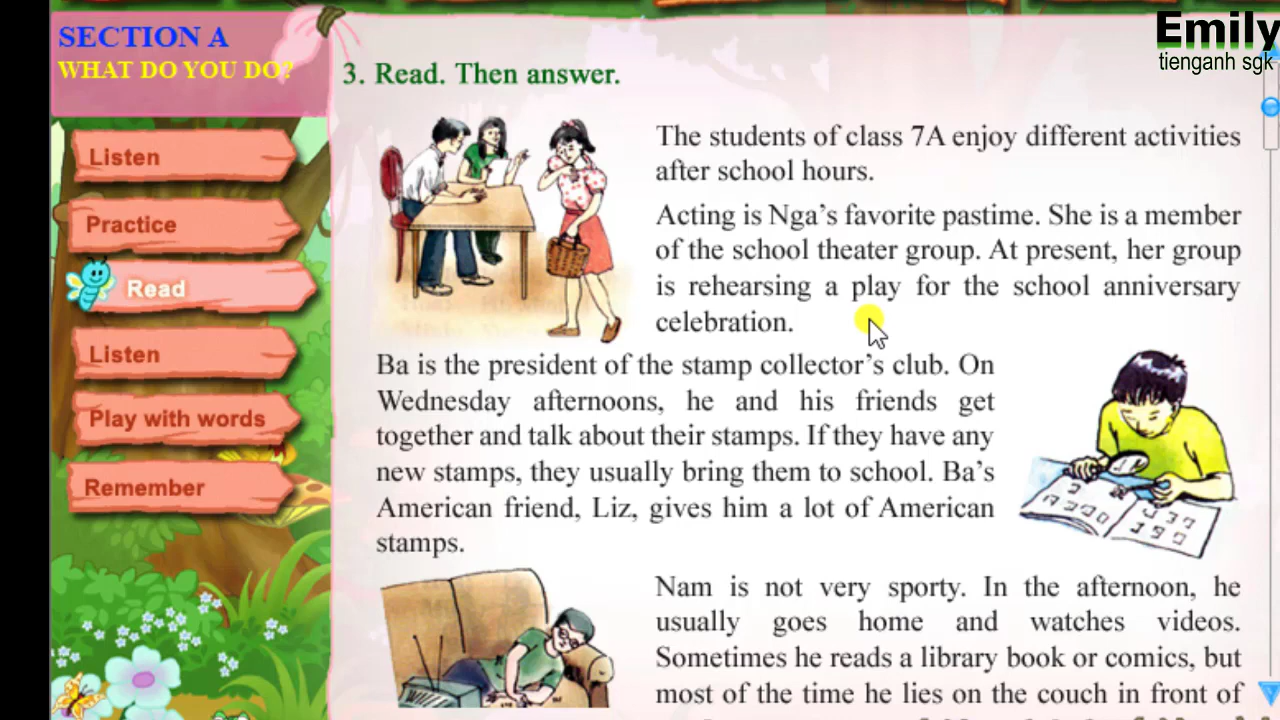 SECTION A
WHAT DO YOU DO?
Emily
tienganh sgk
Listen
Practice
Read
Listen
Play with words
Remember
3. Read. Then answer.
The students of class 7A enjoy different activities
after school hours.
Acting is Nga's favorite pastime. She is a member
of the school theater group. At present, her group
is rehearsing a play for the school anniversary
celebration.
Ba is the president of the stamp collector's club. On
Wednesday afternoons, he and his friends get
together and talk about their stamps. If they have any
new stamps, they usually bring them to school. Ba's
American friend, Liz, gives him a lot of American
stamps.
Nam is not very sporty. In the afternoon, he
usually goes home and watches videos.
Sometimes he reads a library book or comics, but
most of the time he lies on the couch in front of